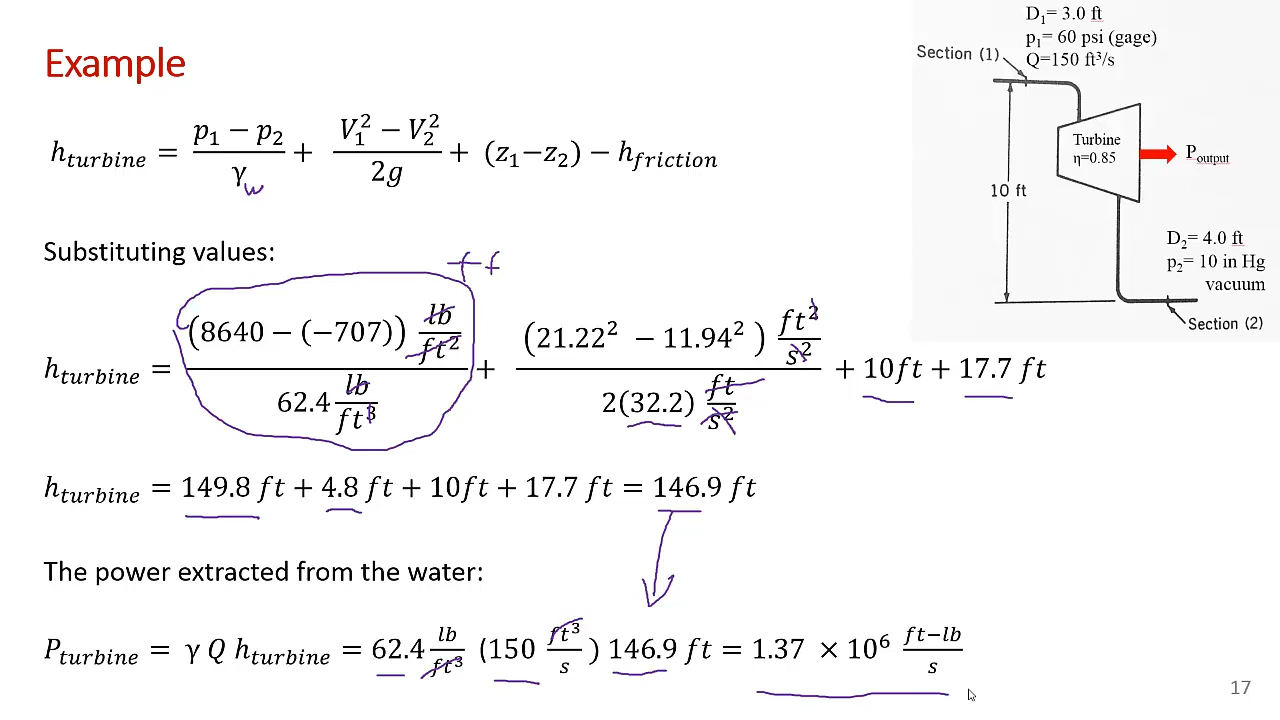 Example
D₁= 3.0 ft
p₁= 60 psi (gage)
Q=150 ft³/s
Section (1)
Turbine
η=0.85
P_output
10 ft
D₂= 4.0 ft
p₂= 10 in Hg
vacuum
Section (2)
h_turbine = (p₁ − p₂)/γ_w + (V₁² − V₂²)/2g + (z₁−z₂) − h_friction
Substituting values:
ft
h_turbine = (8640 − (−707)) lb/ft² / 62.4 lb/ft³ + (21.22² − 11.94²) ft²/s² / 2(32.2) ft/s² + 10ft + 17.7 ft
h_turbine = 149.8 ft + 4.8 ft + 10ft + 17.7 ft = 146.9 ft
The power extracted from the water:
P_turbine = γ Q h_turbine = 62.4 lb/ft³ (150 ft³/s) 146.9 ft = 1.37 × 10⁶ ft−lb/s
17